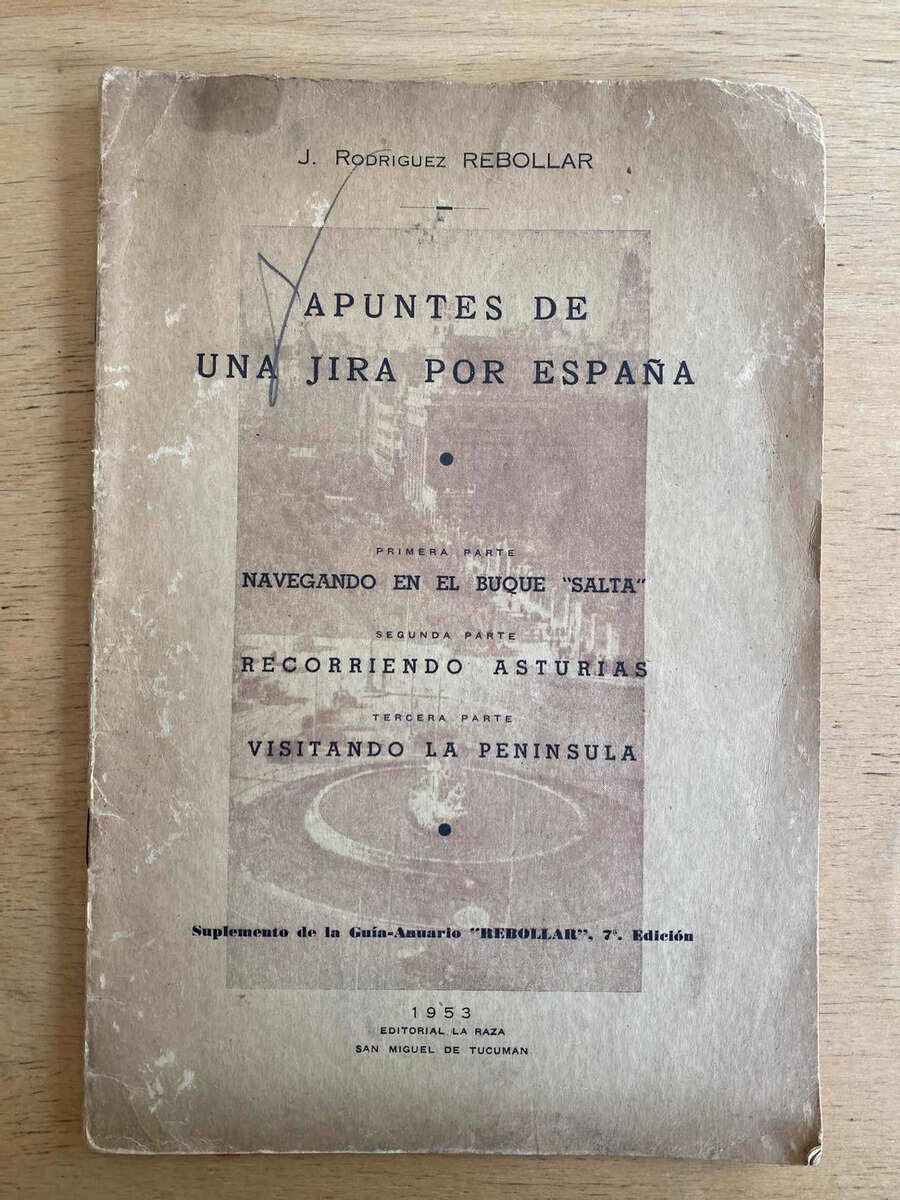 J. RODRIGUEZ REBOLLAR
APUNTES DE
UNA JIRA POR ESPAÑA
PRIMERA PARTE
NAVEGANDO EN EL BUQUE "SALTA"
SEGUNDA PARTE
RECORRIENDO ASTURIAS
TERCERA PARTE
VISITANDO LA PENINSULA
Suplemento de la Guía-Anuario "REBOLLAR", 7ª. Edición
1953
EDITORIAL LA RAZA
SAN MIGUEL DE TUCUMAN